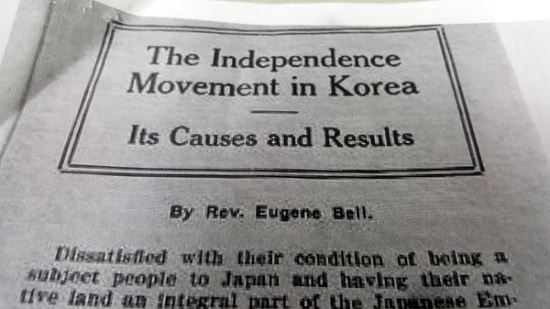 The Independence
Movement in Korea
Its Causes and Results
By Rev. Eugene Bell.
Dissatisfied with their condition of being a
subject people to Japan and having their na-
tive land an integral part of the Japanese Em-